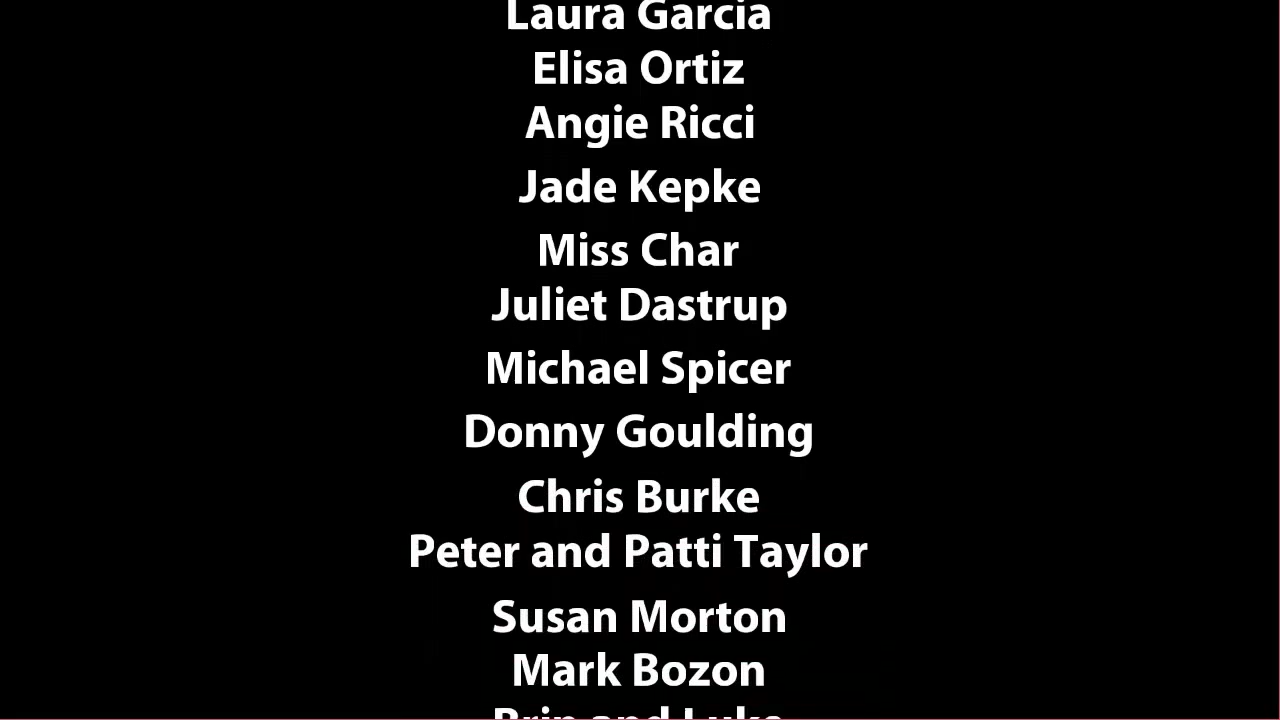 Laura Garcia
Elisa Ortiz
Angie Ricci
Jade Kepke
Miss Char
Juliet Dastrup
Michael Spicer
Donny Goulding
Chris Burke
Peter and Patti Taylor
Susan Morton
Mark Bozon
and